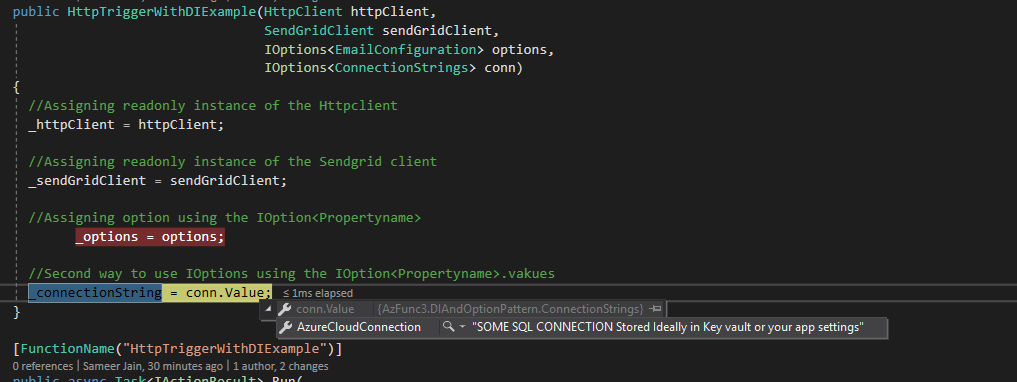 public HttpTriggerWithDIExample(HttpClient httpClient,
SendGridClient sendGridClient,
IOptions<EmailConfiguration> options,
IOptions<ConnectionStrings> conn)
{
//Assigning readonly instance of the Httpclient
_httpClient = httpClient;
//Assigning readonly instance of the Sendgrid client
_sendGridClient = sendGridClient;
//Assigning option using the IOption<Propertyname>
_options = options;
//Second way to use IOptions using the IOption<Propertyname>.vakues
_connectionString = conn.Value; ≤ 1ms elapsed
conn.Value {AzFunc3.DIAndOptionPattern.ConnectionStrings}
}
AzureCloudConnection "SOME SQL CONNECTION Stored Ideally in Key vault or your app settings"
[FunctionName("HttpTriggerWithDIExample")]
0 references | Sameer Jain, 30 minutes ago | 1 author, 2 changes
public async Task<IActionResult> Run(